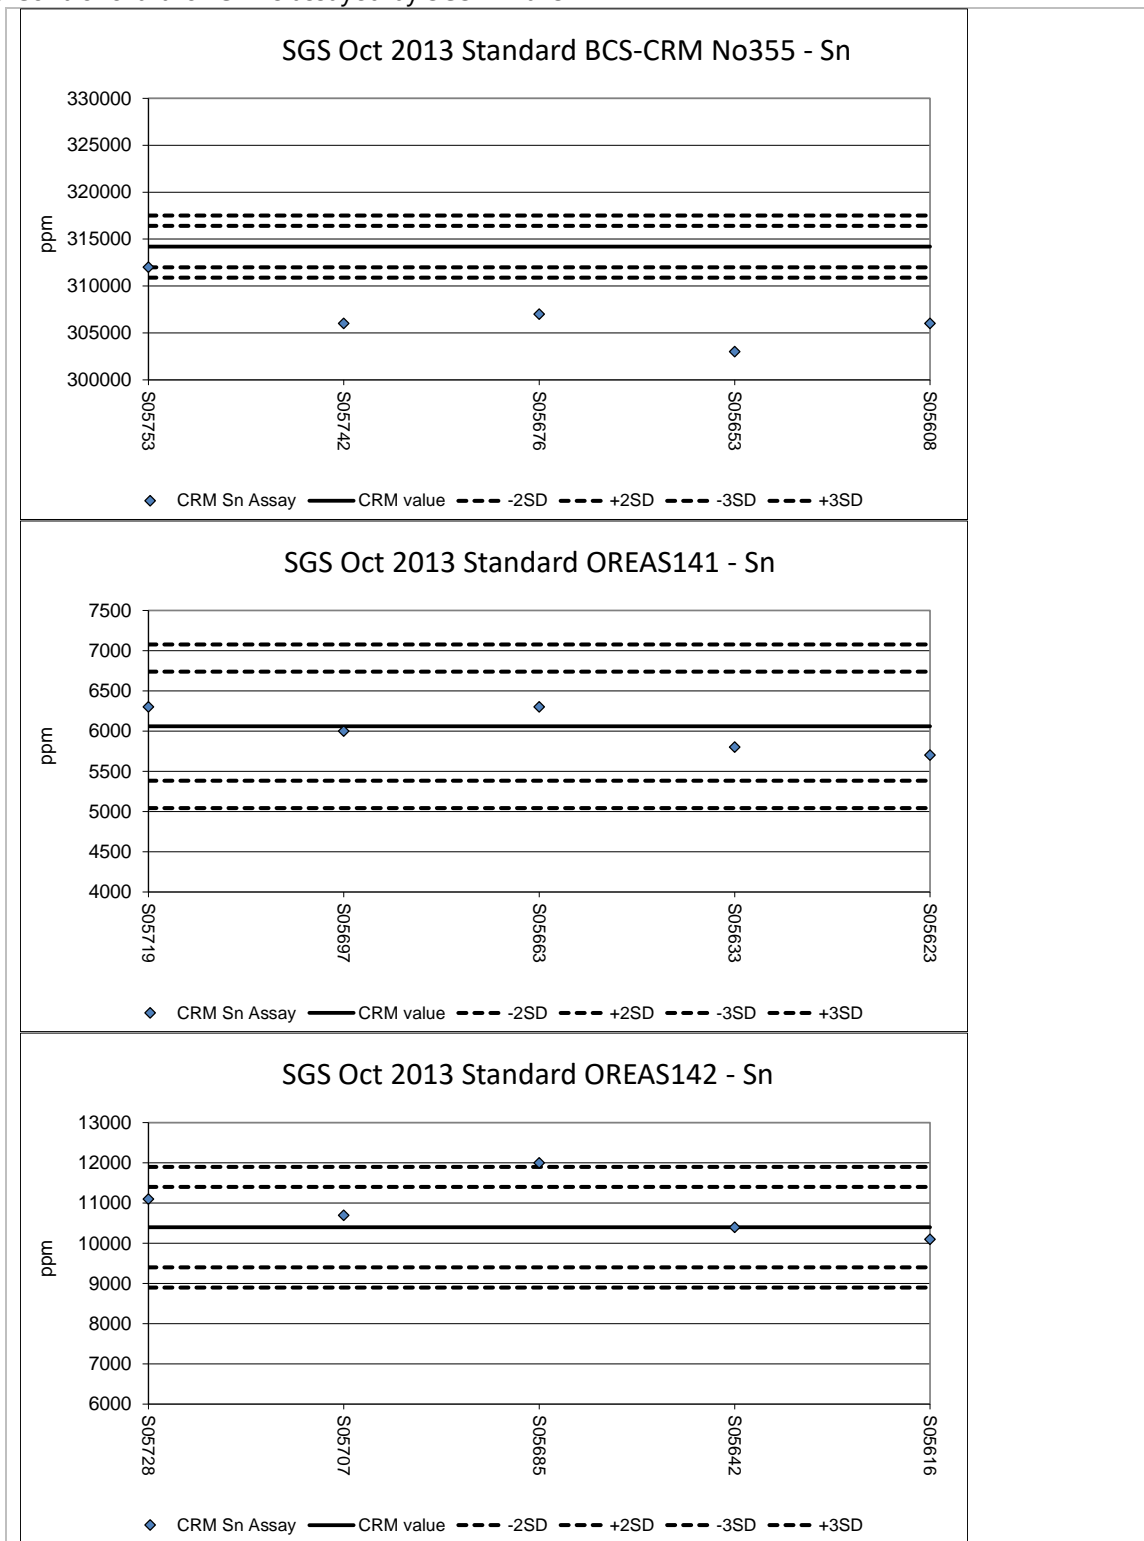 SGS Oct 2013 Standard BCS-CRM No355 - Sn
330000
325000
320000
315000
310000
305000
300000
ppm
S05753
S05742
S05676
S05653
S05608
CRM Sn Assay CRM value -2SD +2SD -3SD +3SD
SGS Oct 2013 Standard OREAS141 - Sn
7500
7000
6500
6000
5500
5000
4500
4000
ppm
S05719
S05697
S05663
S05633
S05623
CRM Sn Assay CRM value -2SD +2SD -3SD +3SD
SGS Oct 2013 Standard OREAS142 - Sn
13000
12000
11000
10000
9000
8000
7000
6000
ppm
S05728
S05707
S05685
S05642
S05616
CRM Sn Assay CRM value -2SD +2SD -3SD +3SD